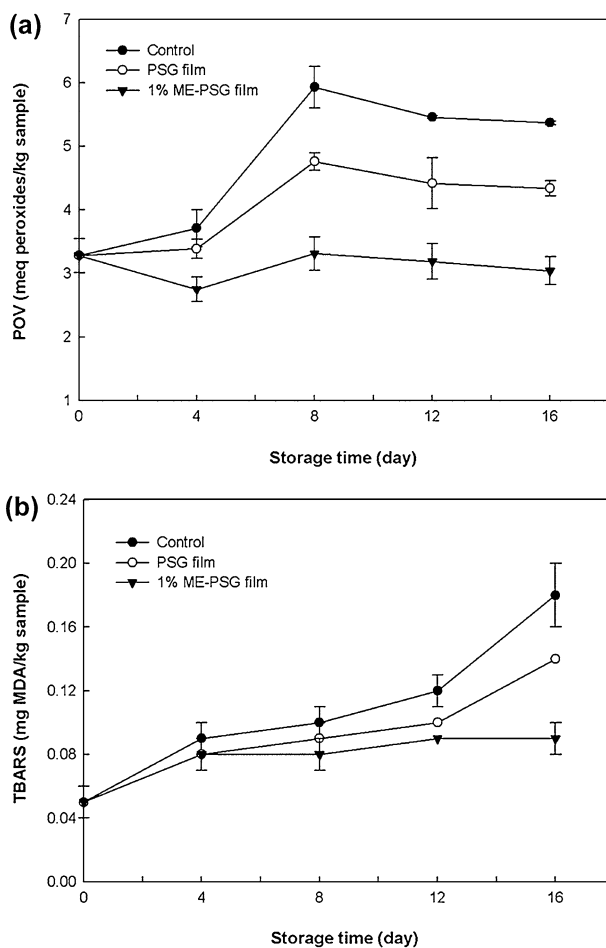 (a)
7
6
5
4
3
2
1
POV (meq peroxides/kg sample)
Control
PSG film
1% ME-PSG film
0 4 8 12 16
Storage time (day)
(b)
0.24
0.20
0.16
0.12
0.08
0.04
0.00
TBARS (mg MDA/kg sample)
Control
PSG film
1% ME-PSG film
0 4 8 12 16
Storage time (day)